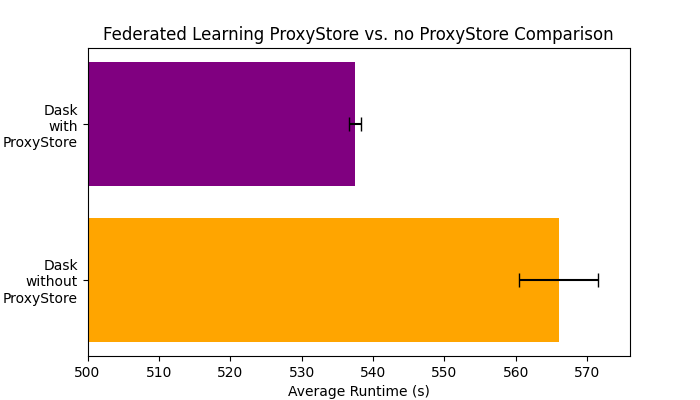 Federated Learning ProxyStore vs. no ProxyStore Comparison
Dask
with
ProxyStore
Dask
without
ProxyStore
500 510 520 530 540 550 560 570
Average Runtime (s)